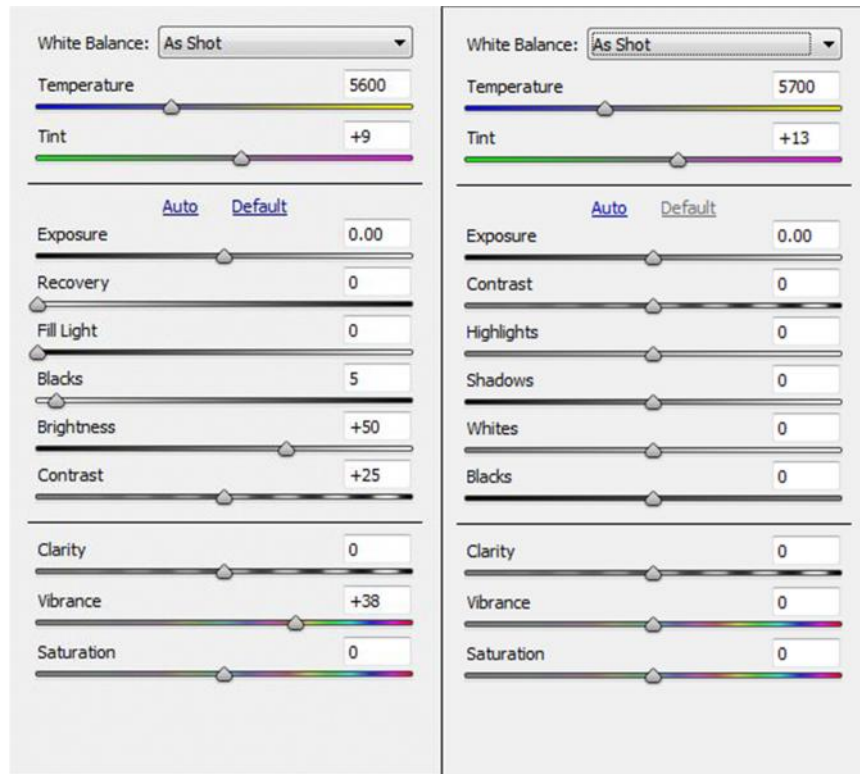 White Balance: As Shot
Temperature 5600
Tint +9
Auto Default
Exposure 0.00
Recovery 0
Fill Light 0
Blacks 5
Brightness +50
Contrast +25
Clarity 0
Vibrance +38
Saturation 0
White Balance: As Shot
Temperature 5700
Tint +13
Auto Default
Exposure 0.00
Contrast 0
Highlights 0
Shadows 0
Whites 0
Blacks 0
Clarity 0
Vibrance 0
Saturation 0